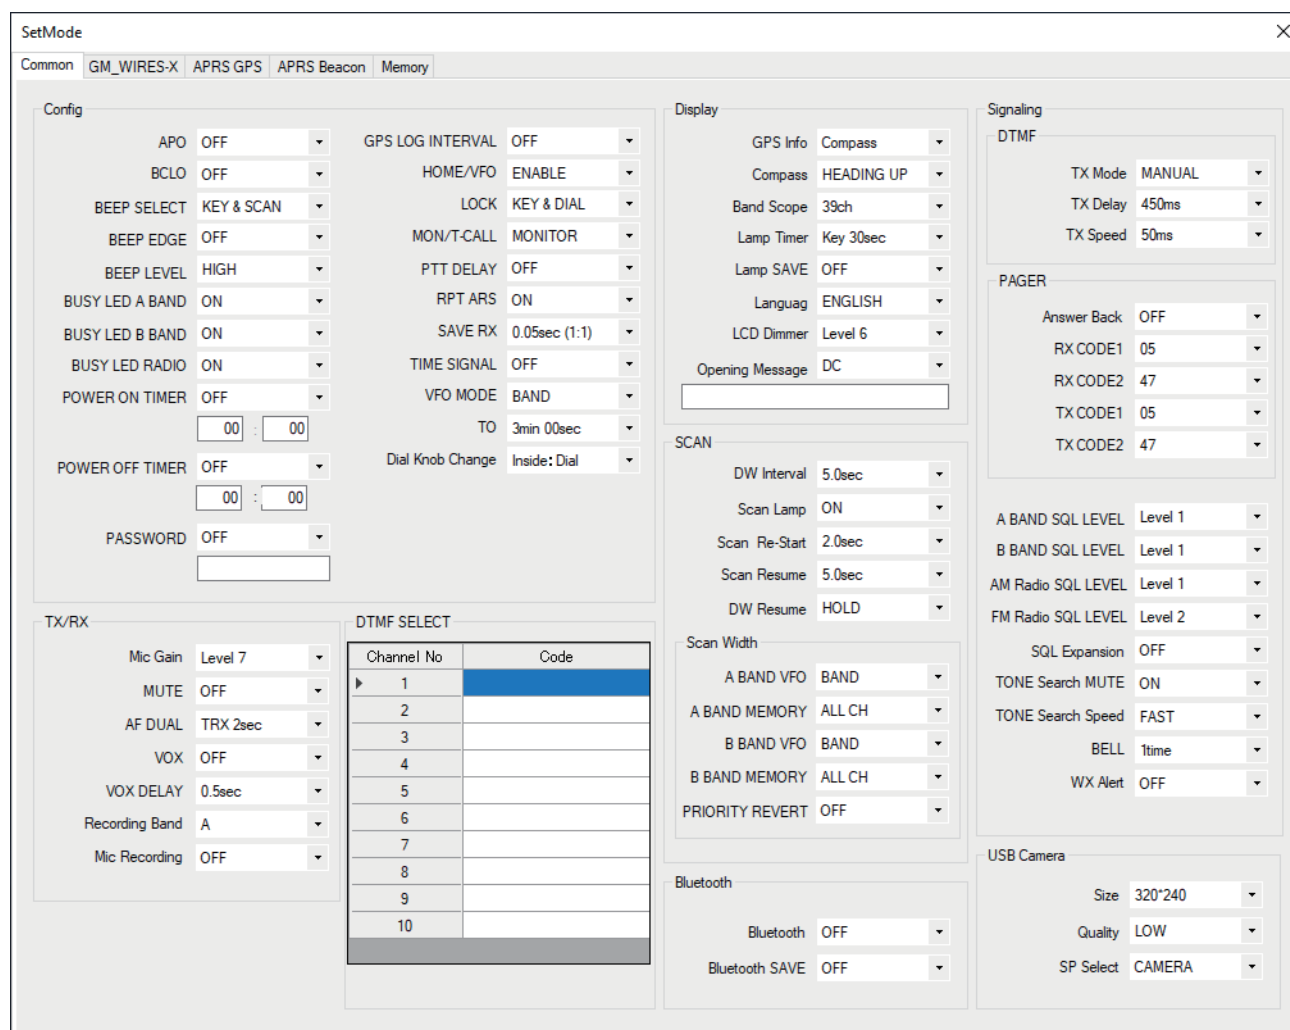 SetMode
Common GM_WIRES-X APRS GPS APRS Beacon Memory
Config
APO OFF
BCLO OFF
BEEP SELECT KEY & SCAN
BEEP EDGE OFF
BEEP LEVEL HIGH
BUSY LED A BAND ON
BUSY LED B BAND ON
BUSY LED RADIO ON
POWER ON TIMER OFF
00 : 00
POWER OFF TIMER OFF
00 : 00
PASSWORD OFF
GPS LOG INTERVAL OFF
HOME/VFO ENABLE
LOCK KEY & DIAL
MON/T-CALL MONITOR
PTT DELAY OFF
RPT ARS ON
SAVE RX 0.05sec (1:1)
TIME SIGNAL OFF
VFO MODE BAND
TO 3min 00sec
Dial Knob Change Inside: Dial
TX/RX
Mic Gain Level 7
MUTE OFF
AF DUAL TRX 2sec
VOX OFF
VOX DELAY 0.5sec
Recording Band A
Mic Recording OFF
DTMF SELECT
Channel No Code
1
2
3
4
5
6
7
8
9
10
Display
GPS Info Compass
Compass HEADING UP
Band Scope 39ch
Lamp Timer Key 30sec
Lamp SAVE OFF
Languag ENGLISH
LCD Dimmer Level 6
Opening Message DC
SCAN
DW Interval 5.0sec
Scan Lamp ON
Scan Re-Start 2.0sec
Scan Resume 5.0sec
DW Resume HOLD
Scan Width
A BAND VFO BAND
A BAND MEMORY ALL CH
B BAND VFO BAND
B BAND MEMORY ALL CH
PRIORITY REVERT OFF
Bluetooth
Bluetooth OFF
Bluetooth SAVE OFF
Signaling
DTMF
TX Mode MANUAL
TX Delay 450ms
TX Speed 50ms
PAGER
Answer Back OFF
RX CODE1 05
RX CODE2 47
TX CODE1 05
TX CODE2 47
A BAND SQL LEVEL Level 1
B BAND SQL LEVEL Level 1
AM Radio SQL LEVEL Level 1
FM Radio SQL LEVEL Level 2
SQL Expansion OFF
TONE Search MUTE ON
TONE Search Speed FAST
BELL 1time
WX Alert OFF
USB Camera
Size 320*240
Quality LOW
SP Select CAMERA